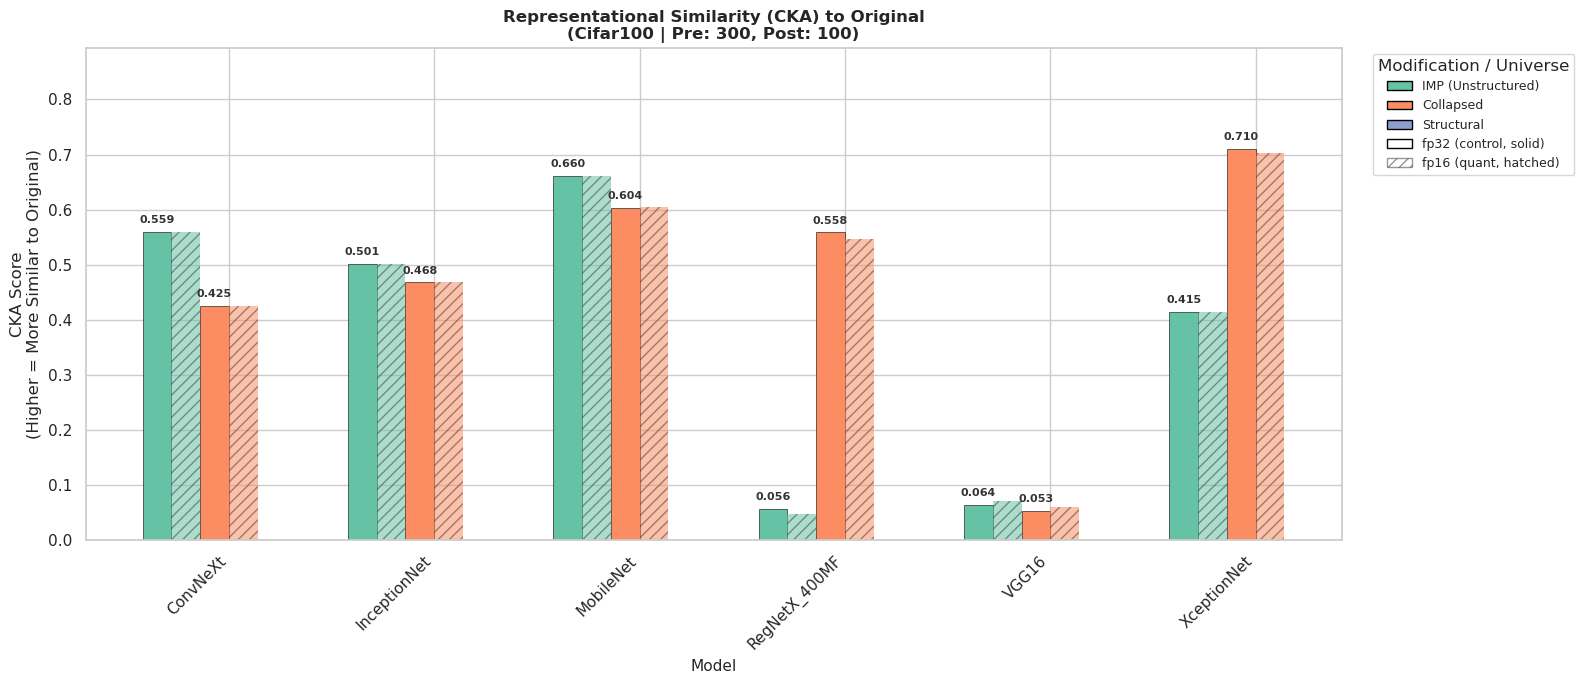 Representational Similarity (CKA) to Original
(Cifar100 | Pre: 300, Post: 100)
CKA Score
(Higher = More Similar to Original)
0.8
0.7
0.6
0.5
0.4
0.3
0.2
0.1
0.0
0.559
0.425
0.501
0.468
0.660
0.604
0.056
0.558
0.064
0.053
0.415
0.710
ConvNeXt
InceptionNet
MobileNet
RegNetX_400MF
VGG16
XceptionNet
Model
Modification / Universe
IMP (Unstructured)
Collapsed
Structural
fp32 (control, solid)
fp16 (quant, hatched)